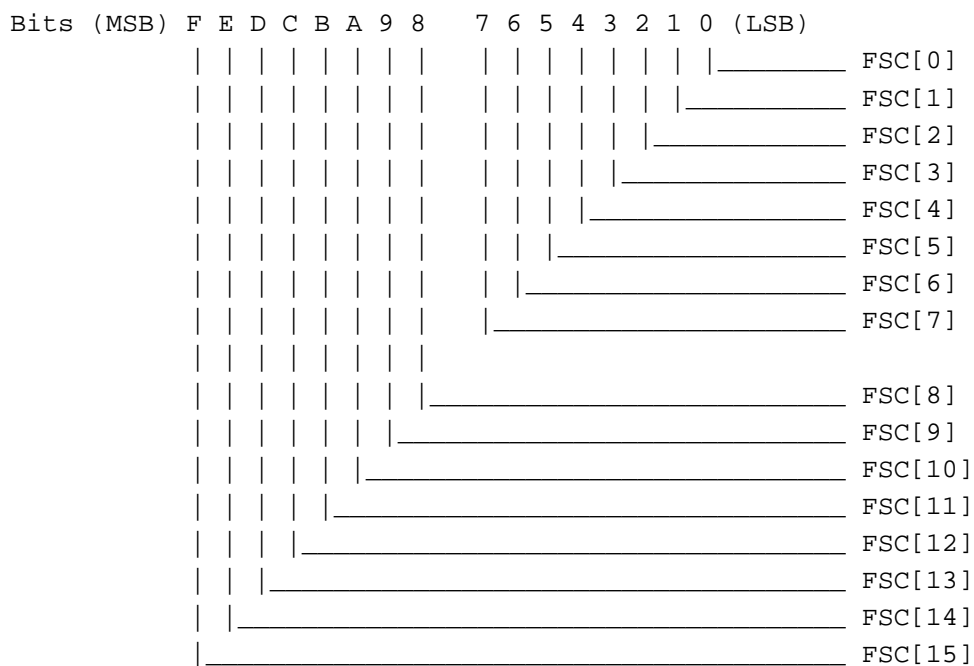 Bits (MSB) F E D C B A 9 8 7 6 5 4 3 2 1 0 (LSB)
FSC[0]
FSC[1]
FSC[2]
FSC[3]
FSC[4]
FSC[5]
FSC[6]
FSC[7]
FSC[8]
FSC[9]
FSC[10]
FSC[11]
FSC[12]
FSC[13]
FSC[14]
FSC[15]